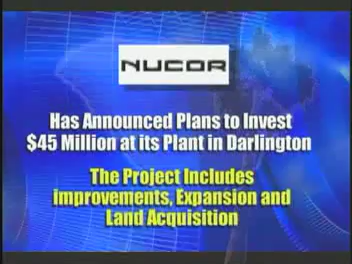 NUCOR
Has Announced Plans to Invest
$45 Million at its Plant in Darlington
The Project Includes
improvements, Expansion and
Land Acquisition